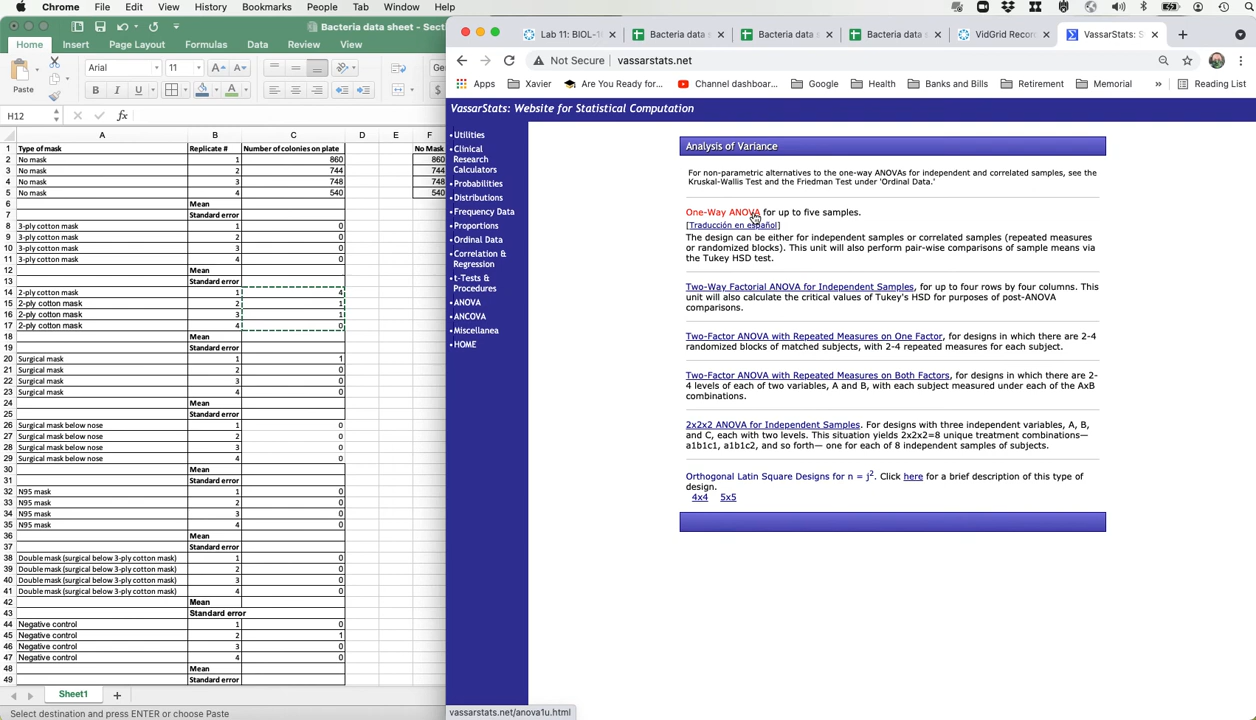 Chrome File Edit View History Bookmarks People Tab Window Help
Bacteria data sheet - Secti
Home Insert Page Layout Formulas Data Review View
Paste
Arial 11
B I U
H12 fx
A B C D E F
1 Type of mask Replicate # Number of colonies on plate No Mask
2 No mask 1 860 860
3 No mask 2 744 744
4 No mask 3 748 748
5 No mask 4 540 540
6 Mean
7 Standard error
8 3-ply cotton mask 1 0
9 3-ply cotton mask 2 0
10 3-ply cotton mask 3 0
11 3-ply cotton mask 4 0
12 Mean
13 Standard error
14 2-ply cotton mask 1 4
15 2-ply cotton mask 2 1
16 2-ply cotton mask 3 1
17 2-ply cotton mask 4 0
18 Mean
19 Standard error
20 Surgical mask 1 1
21 Surgical mask 2 0
22 Surgical mask 3 0
23 Surgical mask 4 0
24 Mean
25 Standard error
26 Surgical mask below nose 1 0
27 Surgical mask below nose 2 0
28 Surgical mask below nose 3 0
29 Surgical mask below nose 4 0
30 Mean
31 Standard error
32 N95 mask 1 0
33 N95 mask 2 0
34 N95 mask 3 0
35 N95 mask 4 0
36 Mean
37 Standard error
38 Double mask (surgical below 3-ply cotton mask) 1 0
39 Double mask (surgical below 3-ply cotton mask) 2 0
40 Double mask (surgical below 3-ply cotton mask) 3 0
41 Double mask (surgical below 3-ply cotton mask) 4 0
42 Mean
43 Standard error
44 Negative control 1 0
45 Negative control 2 1
46 Negative control 3 0
47 Negative control 4 0
48 Mean
49 Standard error
Sheet1
Select destination and press ENTER or choose Paste
Lab 11: BIOL-1 Bacteria data s Bacteria data s Bacteria data s VidGrid Recor VassarStats: S
Not Secure | vassarstats.net
Apps Xavier Are You Ready for... Channel dashboar... Google Health Banks and Bills Retirement Memorial » Reading List
VassarStats: Website for Statistical Computation
•Utilities
•Clinical
Research
Calculators
•Probabilities
•Distributions
•Frequency Data
•Proportions
•Ordinal Data
•Correlation &
Regression
•t-Tests &
Procedures
•ANOVA
•ANCOVA
•Miscellanea
•HOME
Analysis of Variance
For non-parametric alternatives to the one-way ANOVAs for independent and correlated samples, see the
Kruskal-Wallis Test and the Friedman Test under 'Ordinal Data.'
One-Way ANOVA for up to five samples.
[Traducción en español]
The design can be either for independent samples or correlated samples (repeated measures
or randomized blocks). This unit will also perform pair-wise comparisons of sample means via
the Tukey HSD test.
Two-Way Factorial ANOVA for Independent Samples, for up to four rows by four columns. This
unit will also calculate the critical values of Tukey's HSD for purposes of post-ANOVA
comparisons.
Two-Factor ANOVA with Repeated Measures on One Factor, for designs in which there are 2-4
randomized blocks of matched subjects, with 2-4 repeated measures for each subject.
Two-Factor ANOVA with Repeated Measures on Both Factors, for designs in which there are 2-
4 levels of each of two variables, A and B, with each subject measured under each of the AxB
combinations.
2x2x2 ANOVA for Independent Samples. For designs with three independent variables, A, B,
and C, each with two levels. This situation yields 2x2x2=8 unique treatment combinations—
a1b1c1, a1b1c2, and so forth— one for each of 8 independent samples of subjects.
Orthogonal Latin Square Designs for n = j². Click here for a brief description of this type of
design.
4x4 5x5
vassarstats.net/anova1u.html